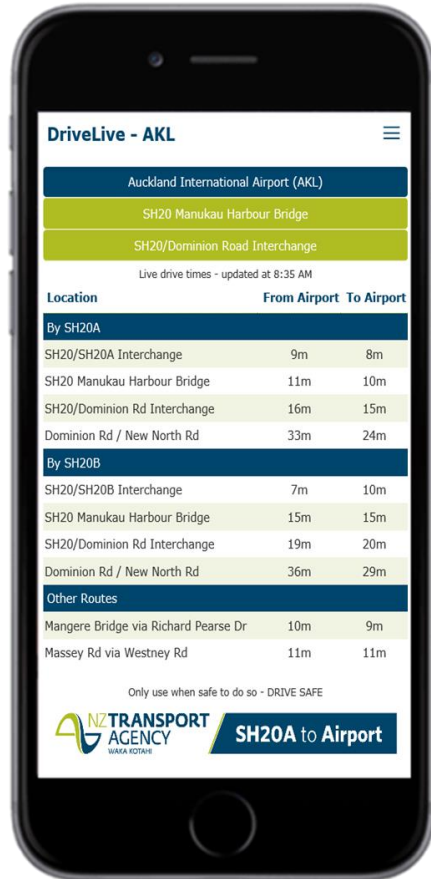 DriveLive - AKL
Auckland International Airport (AKL)
SH20 Manukau Harbour Bridge
SH20/Dominion Road Interchange
Live drive times - updated at 8:35 AM
Location From Airport To Airport
By SH20A
SH20/SH20A Interchange 9m 8m
SH20 Manukau Harbour Bridge 11m 10m
SH20/Dominion Rd Interchange 16m 15m
Dominion Rd / New North Rd 33m 24m
By SH20B
SH20/SH20B Interchange 7m 10m
SH20 Manukau Harbour Bridge 15m 15m
SH20/Dominion Rd Interchange 19m 20m
Dominion Rd / New North Rd 36m 29m
Other Routes
Mangere Bridge via Richard Pearse Dr 10m 9m
Massey Rd via Westney Rd 11m 11m
Only use when safe to do so - DRIVE SAFE
NZTRANSPORT
AGENCY
WAKA KOTAHI
SH20A to Airport